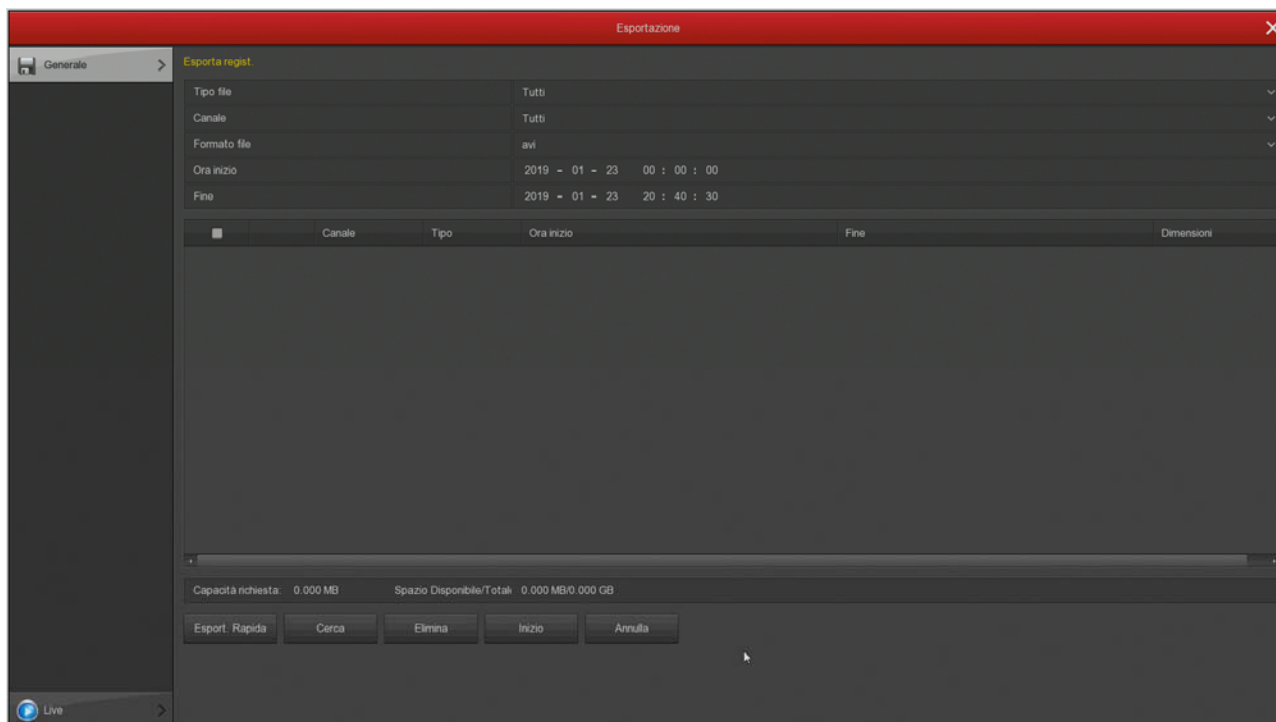 Esportazione
Generale
Esporta regist.
Tipo file Tutti
Canale Tutti
Formato file avi
Ora inizio 2019 - 01 - 23 00 : 00 : 00
Fine 2019 - 01 - 23 20 : 40 : 30
Canale Tipo Ora inizio Fine Dimensioni
Capacità richiesta: 0.000 MB Spazio Disponibile/Total 0.000 MB/0.000 GB
Esport. Rapida Cerca Elimina Inizio Annulla
Live